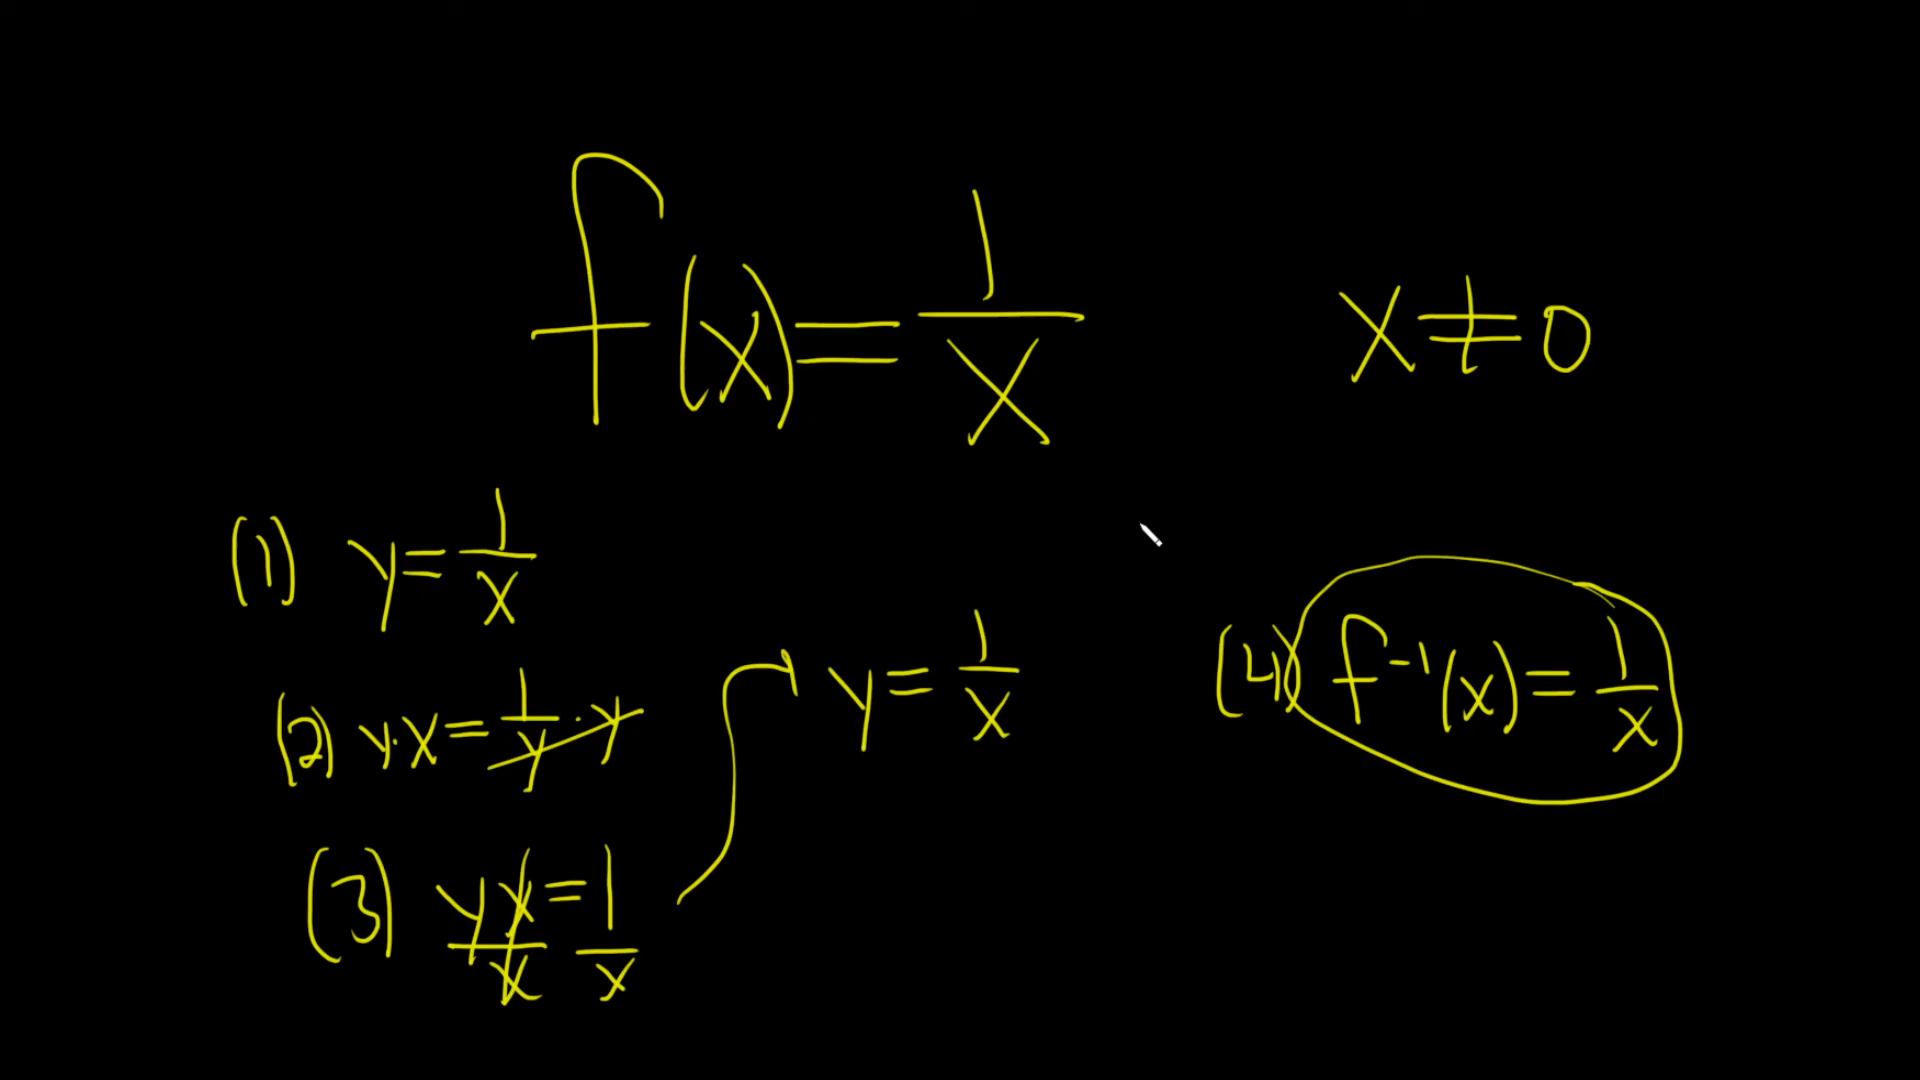 f(x) = 1/x    x ≠ 0
(1) y = 1/x
(2) y · x = 1/y · y
(3) yx/x = 1/x
y = 1/x
(4) f⁻¹(x) = 1/x